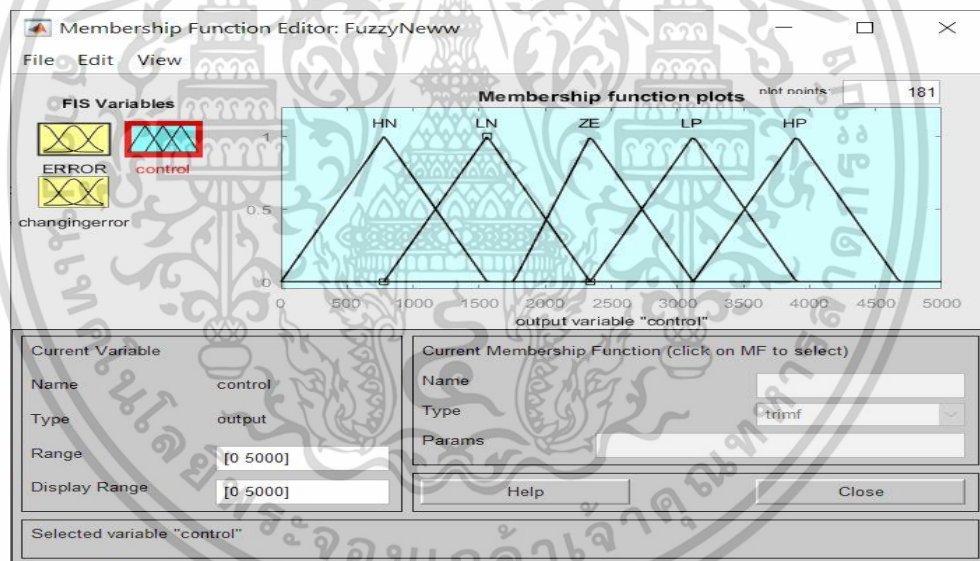 Membership Function Editor: FuzzyNeww
File Edit View
FIS Variables
ERROR
control
changingerror
Membership function plots
plot points:
181
HN LN ZE LP HP
1
0.5
0
0 500 1000 1500 2000 2500 3000 3500 4000 4500 5000
output variable "control"
Current Variable
Name control
Type output
Range [0 5000]
Display Range [0 5000]
Current Membership Function (click on MF to select)
Name
Type trimf
Params
Help Close
Selected variable "control"